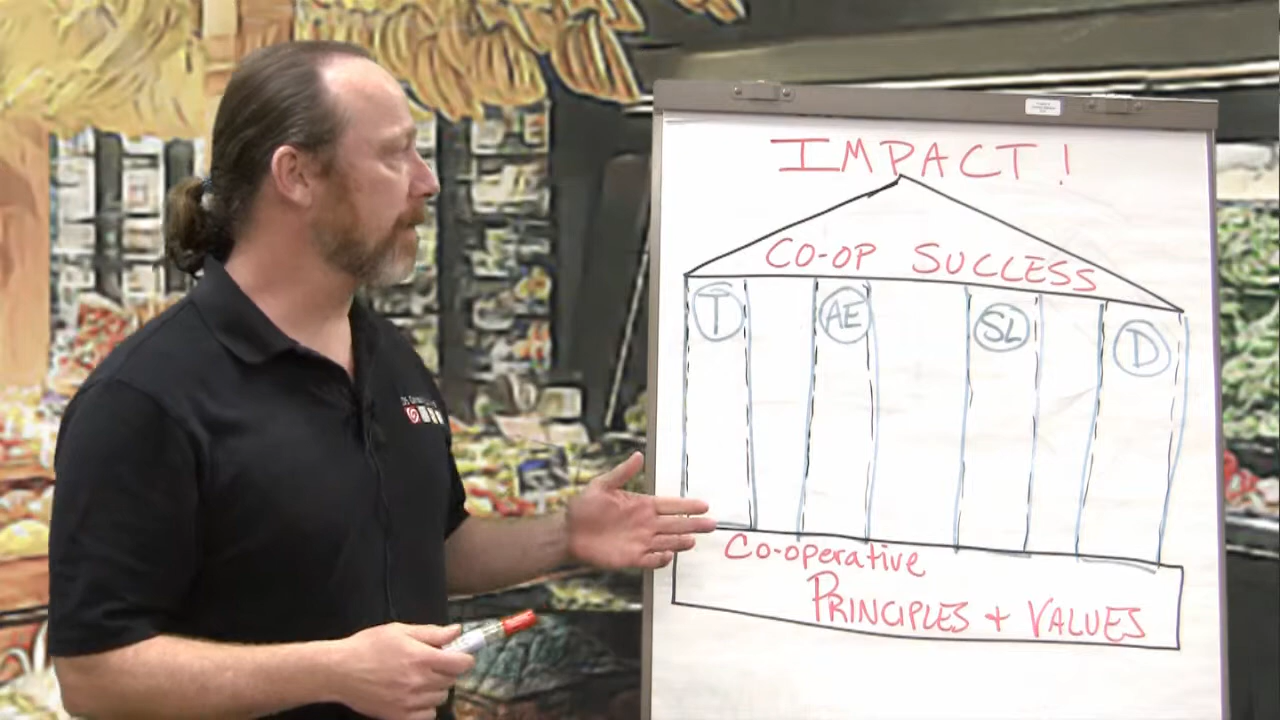 IMPACT!
CO-OP SUCCESS
T AE SL D
Co-operative
PRINCIPLES + VALUES